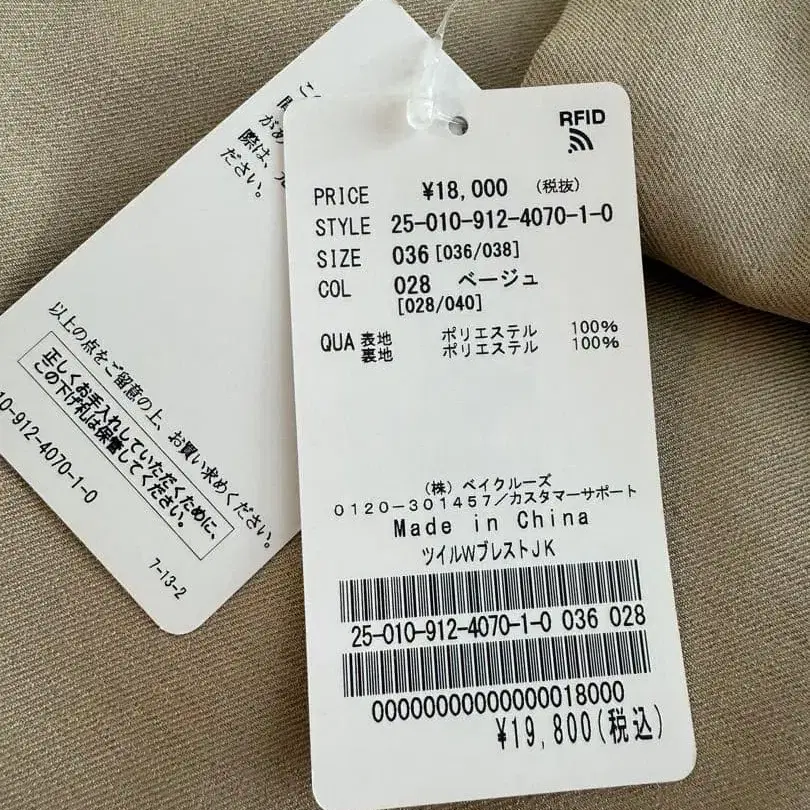 RFID
PRICE ¥18,000 (税抜)
STYLE 25-010-912-4070-1-0
SIZE 036 [036/038]
COL 028 ベージュ
[028/040]
QUA 表地 ポリエステル 100%
裏地 ポリエステル 100%
(株) ベイクルーズ
0120-301457/カスタマーサポート
Made in China
ツイルWブレストJK
25-010-912-4070-1-0 036 028
00000000000000018000
¥19,800(税込)
があ
際は、
ださい。
以上の点をご留意の上、お買い求めください。
正しくお手入れしていただくために、
この下げ札は保管してください。
10-912-4070-1-0
7-13-2